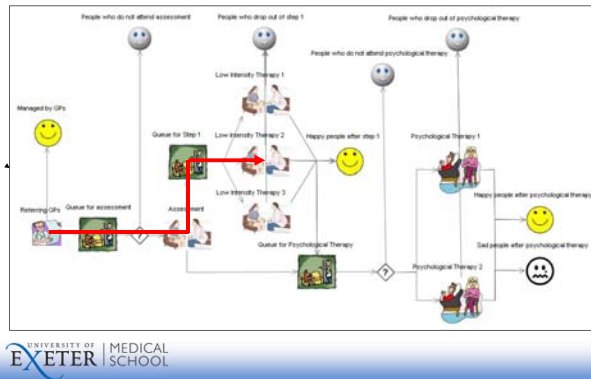 People who do not attend assessment
People who drop out of step 1
People who drop out of psychological therapy
People who do not attend psychological therapy
Low Intensity Therapy 1
Managed by GPs
Queue for Step 1
Low Intensity Therapy 2
Happy people after step 1
Psychological Therapy 1
Low Intensity Therapy 3
Happy people after psychological therapy
Referring GPs
Queue for assessment
?
Assessment
Queue for Psychological Therapy
Sad people after psychological therapy
?
Psychological Therapy 2
UNIVERSITY OF
EXETER
MEDICAL
SCHOOL